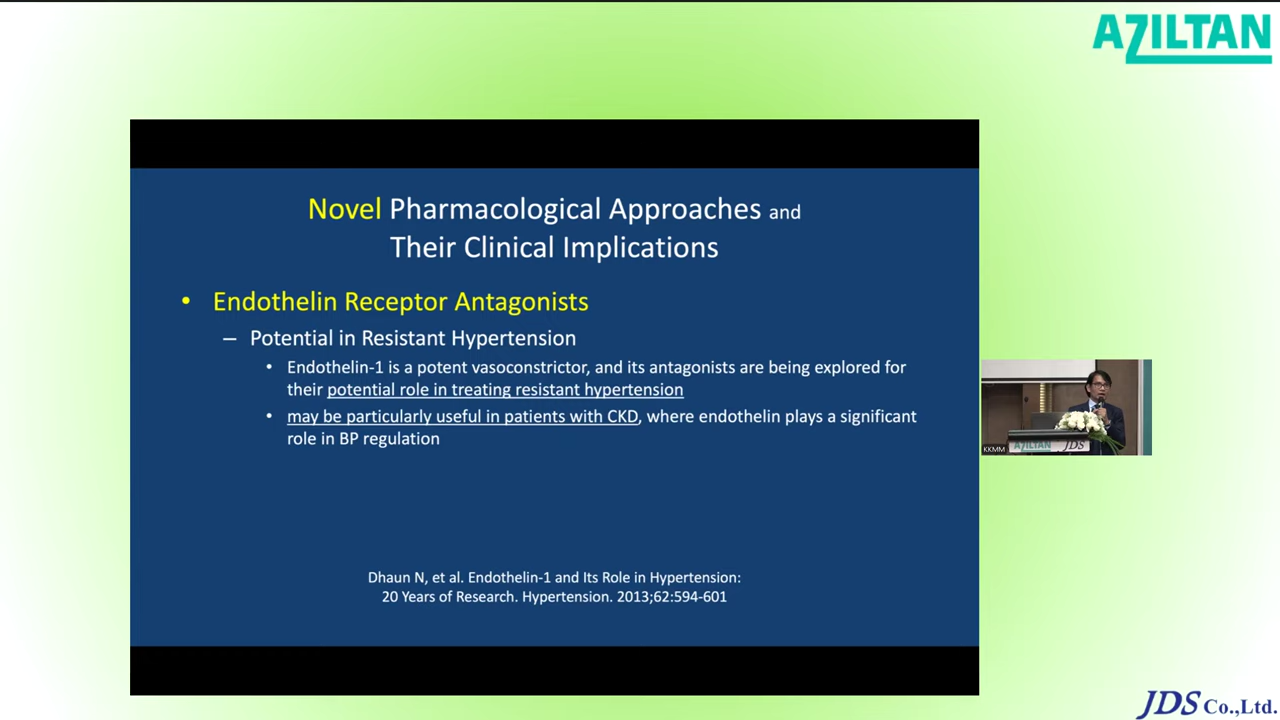 AZILTAN
Novel Pharmacological Approaches and
Their Clinical Implications
• Endothelin Receptor Antagonists
– Potential in Resistant Hypertension
• Endothelin-1 is a potent vasoconstrictor, and its antagonists are being explored for
their potential role in treating resistant hypertension
• may be particularly useful in patients with CKD, where endothelin plays a significant
role in BP regulation
Dhaun N, et al. Endothelin-1 and Its Role in Hypertension:
20 Years of Research. Hypertension. 2013;62:594-601
KKMM
AZILTAN
JDS
JDS Co.,Ltd.